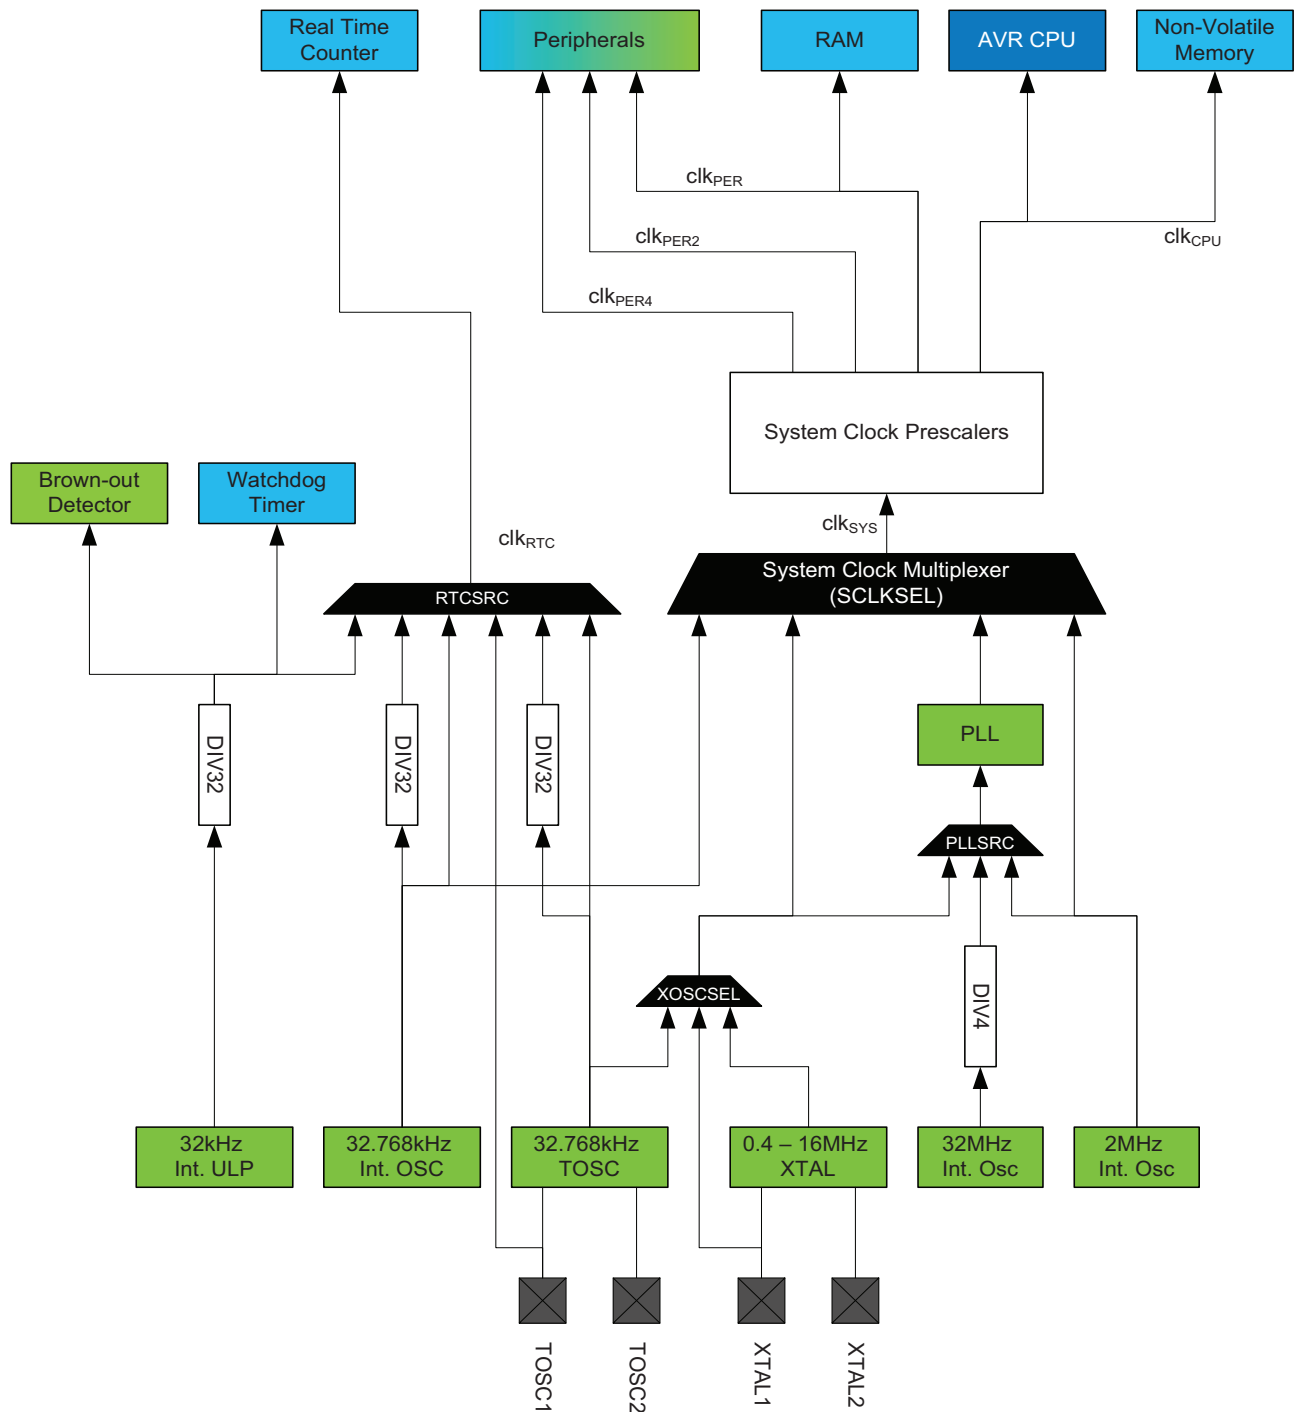 Real Time
Counter
Peripherals
RAM
AVR CPU
Non-Volatile
Memory
clkPER
clkPER2
clkCPU
clkPER4
System Clock Prescalers
Brown-out
Detector
Watchdog
Timer
clkRTC
clkSYS
System Clock Multiplexer
(SCLKSEL)
RTCSRC
DIV32
DIV32
DIV32
PLL
PLLSRC
XOSCSEL
DIV4
32kHz
Int. ULP
32.768kHz
Int. OSC
32.768kHz
TOSC
0.4 – 16MHz
XTAL
32MHz
Int. Osc
2MHz
Int. Osc
TOSC1
TOSC2
XTAL1
XTAL2